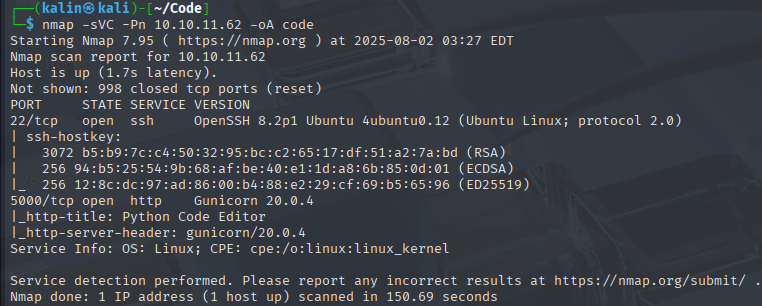 ┌──(kalin㉿kali)-[~/Code]
└─$ nmap -sVC -Pn 10.10.11.62 -oA code
Starting Nmap 7.95 ( https://nmap.org ) at 2025-08-02 03:27 EDT
Nmap scan report for 10.10.11.62
Host is up (1.7s latency).
Not shown: 998 closed tcp ports (reset)
PORT     STATE SERVICE VERSION
22/tcp   open  ssh     OpenSSH 8.2p1 Ubuntu 4ubuntu0.12 (Ubuntu Linux; protocol 2.0)
| ssh-hostkey:
|   3072 b5:b9:7c:c4:50:32:95:bc:c2:65:17:df:51:a2:7a:bd (RSA)
|   256 94:b5:25:54:9b:68:af:be:40:e1:1d:a8:6b:85:0d:01 (ECDSA)
|_  256 12:8c:dc:97:ad:86:00:b4:88:e2:29:cf:69:b5:65:96 (ED25519)
5000/tcp open  http    Gunicorn 20.0.4
|_http-title: Python Code Editor
|_http-server-header: gunicorn/20.0.4
Service Info: OS: Linux; CPE: cpe:/o:linux:linux_kernel

Service detection performed. Please report any incorrect results at https://nmap.org/submit/ .
Nmap done: 1 IP address (1 host up) scanned in 150.69 seconds